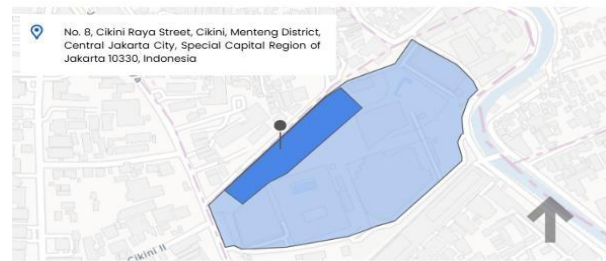 No. 8, Cikini Raya Street, Cikini, Menteng District,
Central Jakarta City, Special Capital Region of
Jakarta 10330, Indonesia
Cikini II